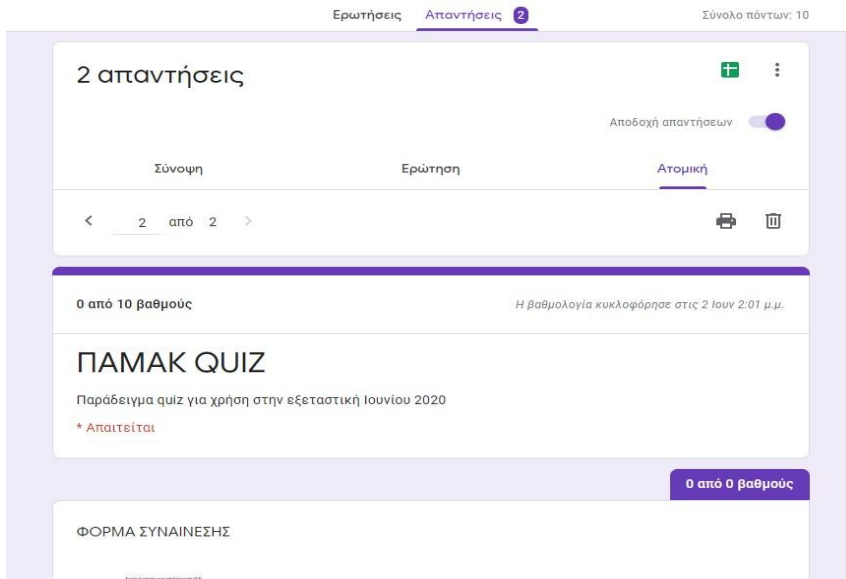 Ερωτήσεις Απαντήσεις 2 Σύνολο πόντων: 10
2 απαντήσεις
Αποδοχή απαντήσεων
Σύνοψη Ερώτηση Ατομική
2 από 2
0 από 10 βαθμούς Η βαθμολογία κυκλοφόρησε στις 2 Ιουν 2:01 μ.μ.
ΠΑΜΑΚ QUIZ
Παράδειγμα quiz για χρήση στην εξεταστική Ιουνίου 2020
* Απαιτείται
0 από 0 βαθμούς
ΦΟΡΜΑ ΣΥΝΑΙΝΕΣΗΣ